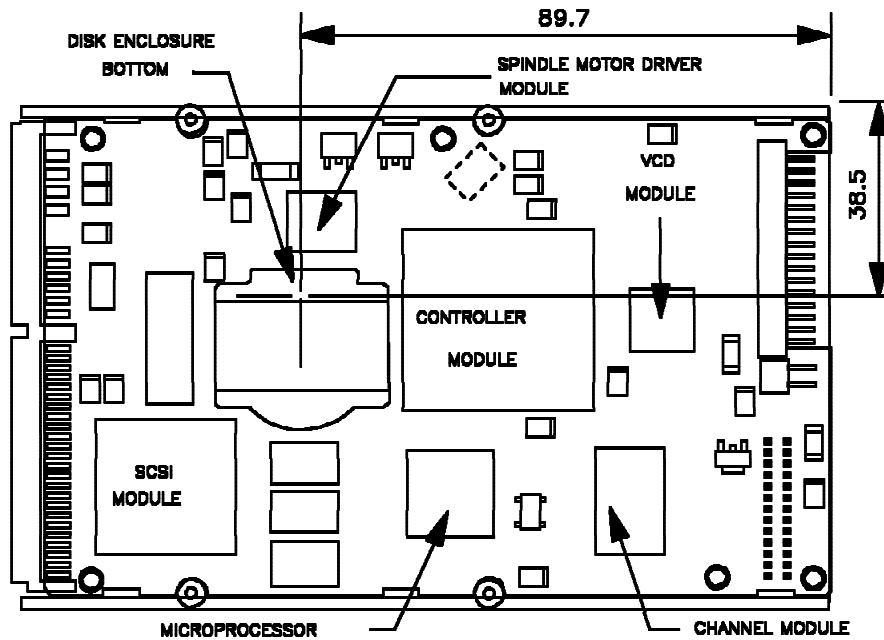 89.7
DISK ENCLOSURE
BOTTOM
SPINDLE MOTOR DRIVER
MODULE
VCD
MODULE
38.5
CONTROLLER
MODULE
SCSI
MODULE
MICROPROCESSOR
CHANNEL MODULE